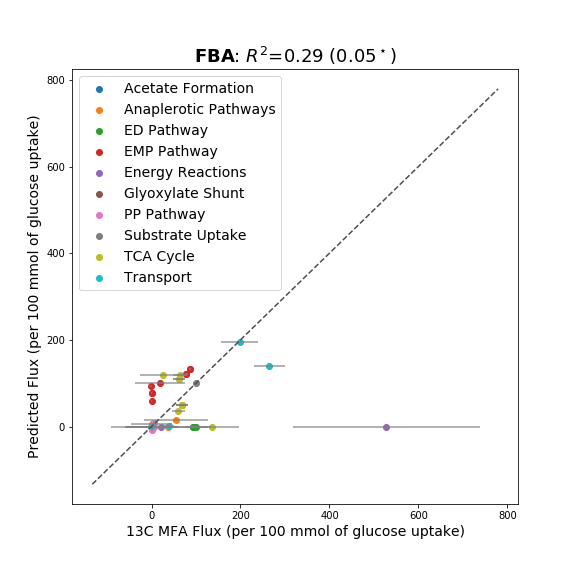 FBA: R²=0.29 (0.05*)
800
600
400
200
0
Predicted Flux (per 100 mmol of glucose uptake)
Acetate Formation
Anaplerotic Pathways
ED Pathway
EMP Pathway
Energy Reactions
Glyoxylate Shunt
PP Pathway
Substrate Uptake
TCA Cycle
Transport
0 200 400 600 800
13C MFA Flux (per 100 mmol of glucose uptake)